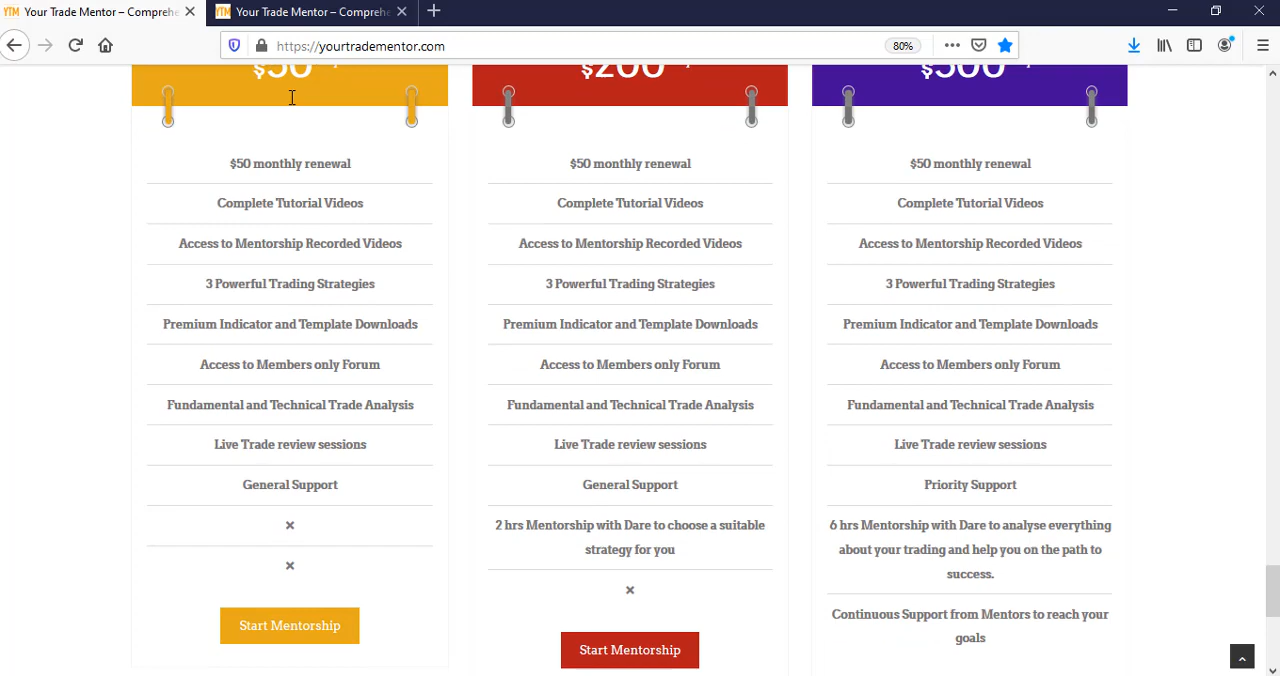 Your Trade Mentor – Comprehe
Your Trade Mentor – Comprehe
https://yourtradementor.com
80%
$50
$200
$500
$50 monthly renewal
Complete Tutorial Videos
Access to Mentorship Recorded Videos
3 Powerful Trading Strategies
Premium Indicator and Template Downloads
Access to Members only Forum
Fundamental and Technical Trade Analysis
Live Trade review sessions
General Support
×
×
Start Mentorship
$50 monthly renewal
Complete Tutorial Videos
Access to Mentorship Recorded Videos
3 Powerful Trading Strategies
Premium Indicator and Template Downloads
Access to Members only Forum
Fundamental and Technical Trade Analysis
Live Trade review sessions
General Support
2 hrs Mentorship with Dare to choose a suitable
strategy for you
×
Start Mentorship
$50 monthly renewal
Complete Tutorial Videos
Access to Mentorship Recorded Videos
3 Powerful Trading Strategies
Premium Indicator and Template Downloads
Access to Members only Forum
Fundamental and Technical Trade Analysis
Live Trade review sessions
Priority Support
6 hrs Mentorship with Dare to analyse everything
about your trading and help you on the path to
success.
Continuous Support from Mentors to reach your
goals